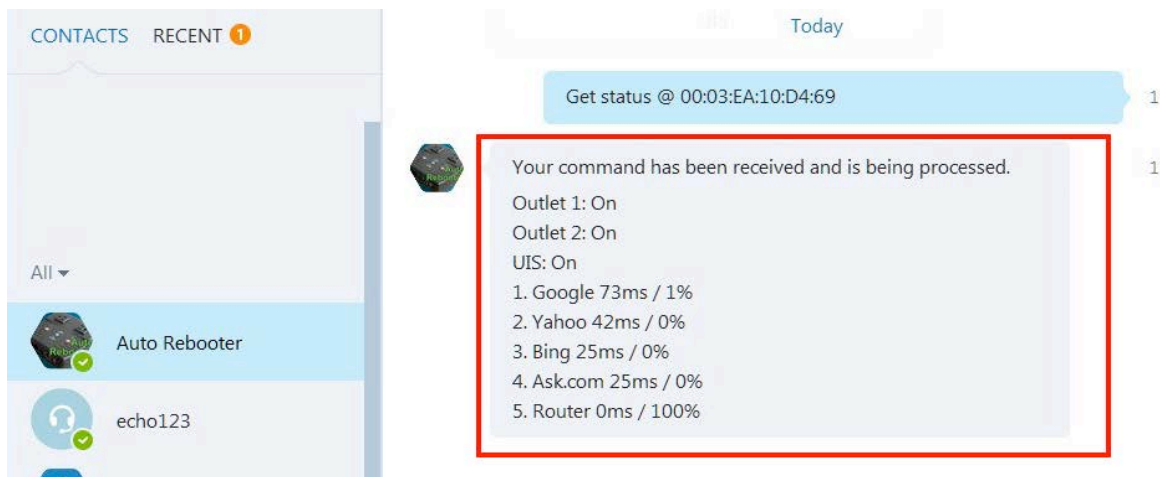 CONTACTS RECENT 1
All
Auto Rebooter
echo123
Today
Get status @ 00:03:EA:10:D4:69
1
Your command has been received and is being processed.
1
Outlet 1: On
Outlet 2: On
UIS: On
1. Google 73ms / 1%
2. Yahoo 42ms / 0%
3. Bing 25ms / 0%
4. Ask.com 25ms / 0%
5. Router 0ms / 100%